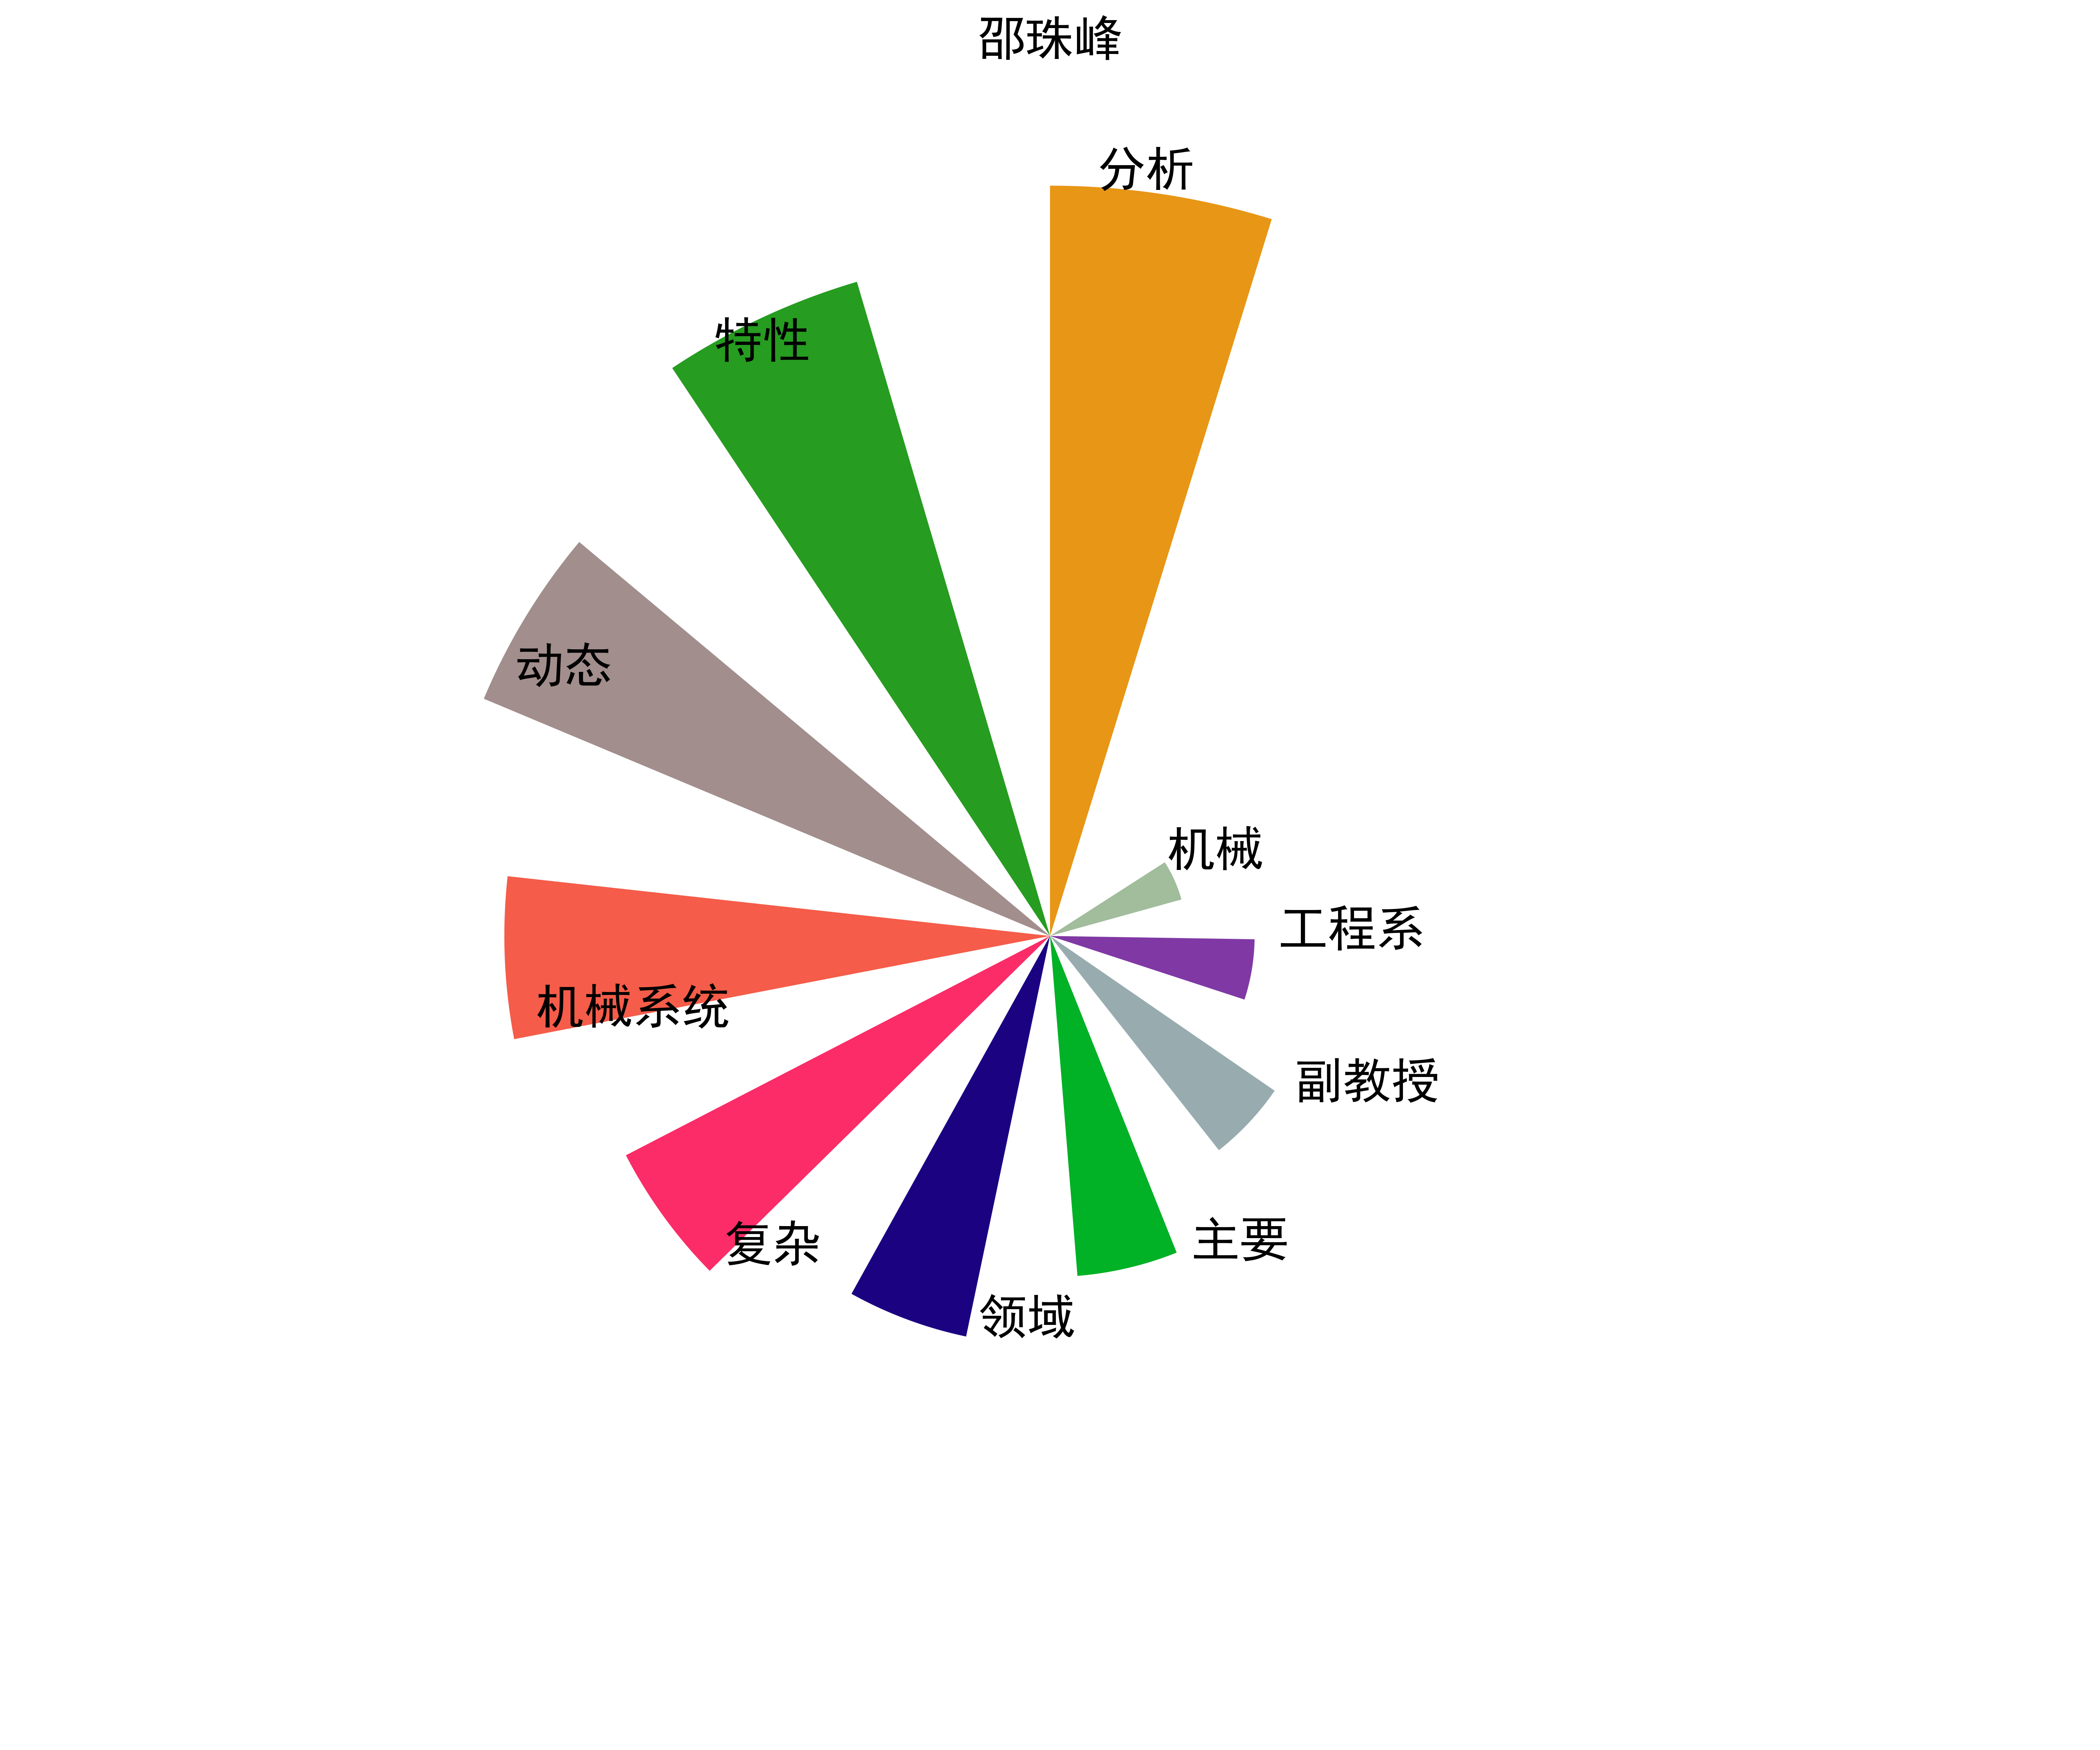 邵珠峰
分析
特性
动态
机械
工程系
机械系统
副教授
主要
复杂
领域